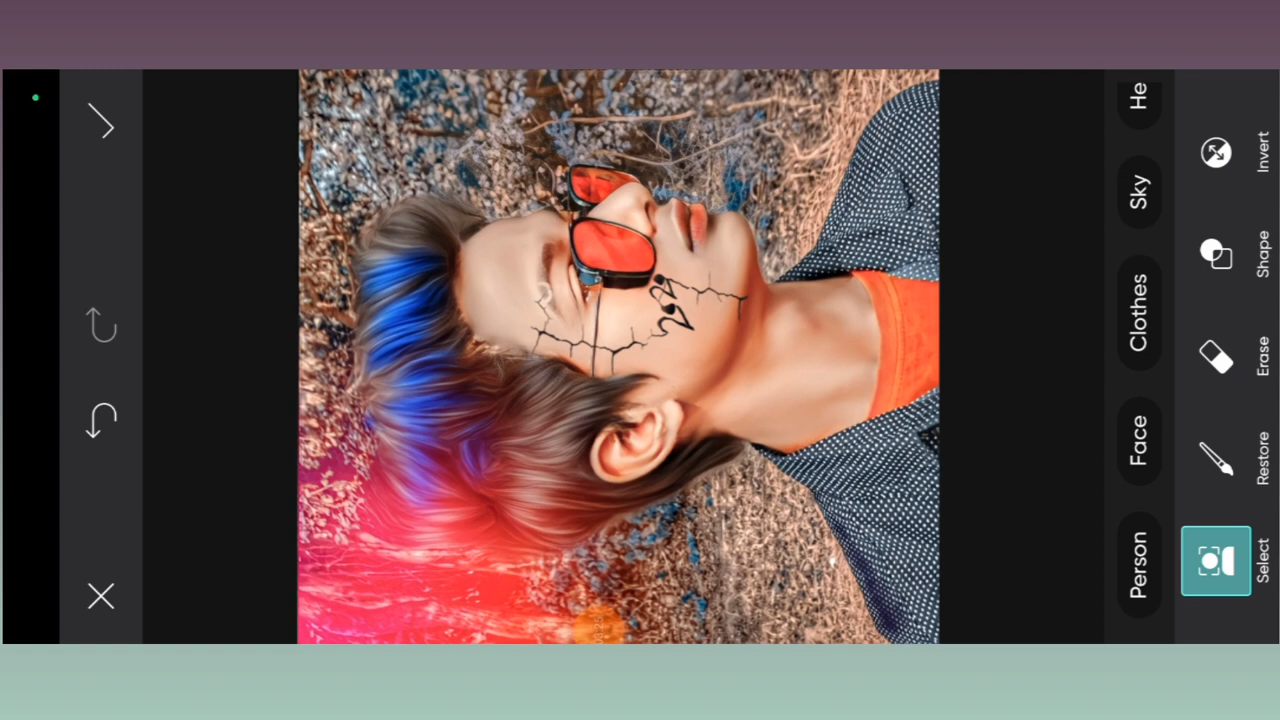 Person
Face
Clothes
Sky
He
Select
Restore
Erase
Shape
Invert